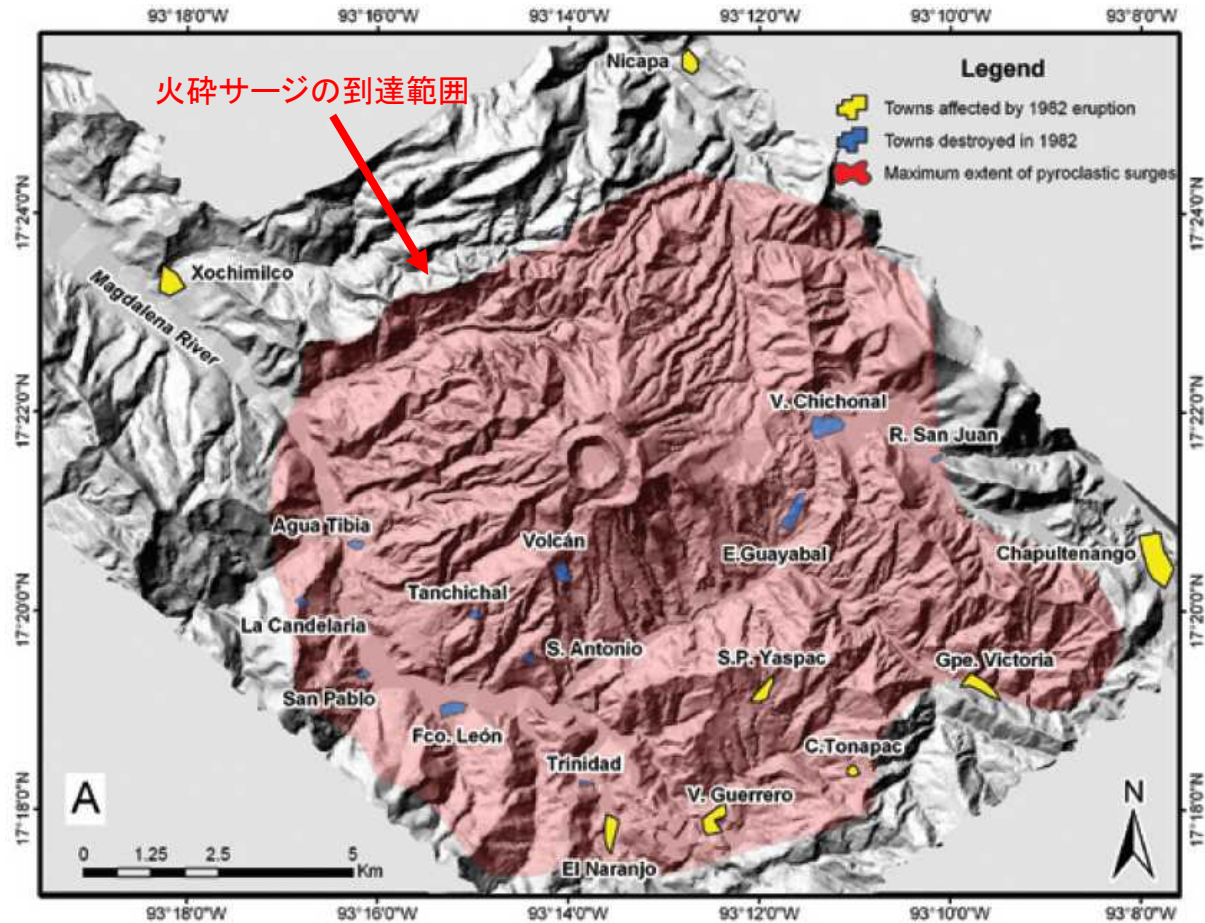 93°18'0"W 93°16'0"W 93°14'0"W 93°12'0"W 93°10'0"W 93°8'0"W
Nicapa
火砕サージの到達範囲
Legend
Towns affected by 1982 eruption
Towns destroyed in 1982
Maximum extent of pyroclastic surges
17°24'0"N
17°24'0"N
Xochimilco
Magdalena River
17°22'0"N
17°22'0"N
V. Chichonal
R. San Juan
Agua Tibia
Volcán
E.Guayabal
Chapultenango
Tanchichal
17°20'0"N
17°20'0"N
La Candelaria
S. Antonio
S.P. Yaspac
Gpe. Victoria
San Pablo
Fco. León
C.Tonapac
Trinidad
V. Guerrero
A
N
17°18'0"N
17°18'0"N
El Naranjo
0 1.25 2.5 5
Km
93°18'0"W 93°16'0"W 93°14'0"W 93°12'0"W 93°10'0"W 93°8'0"W